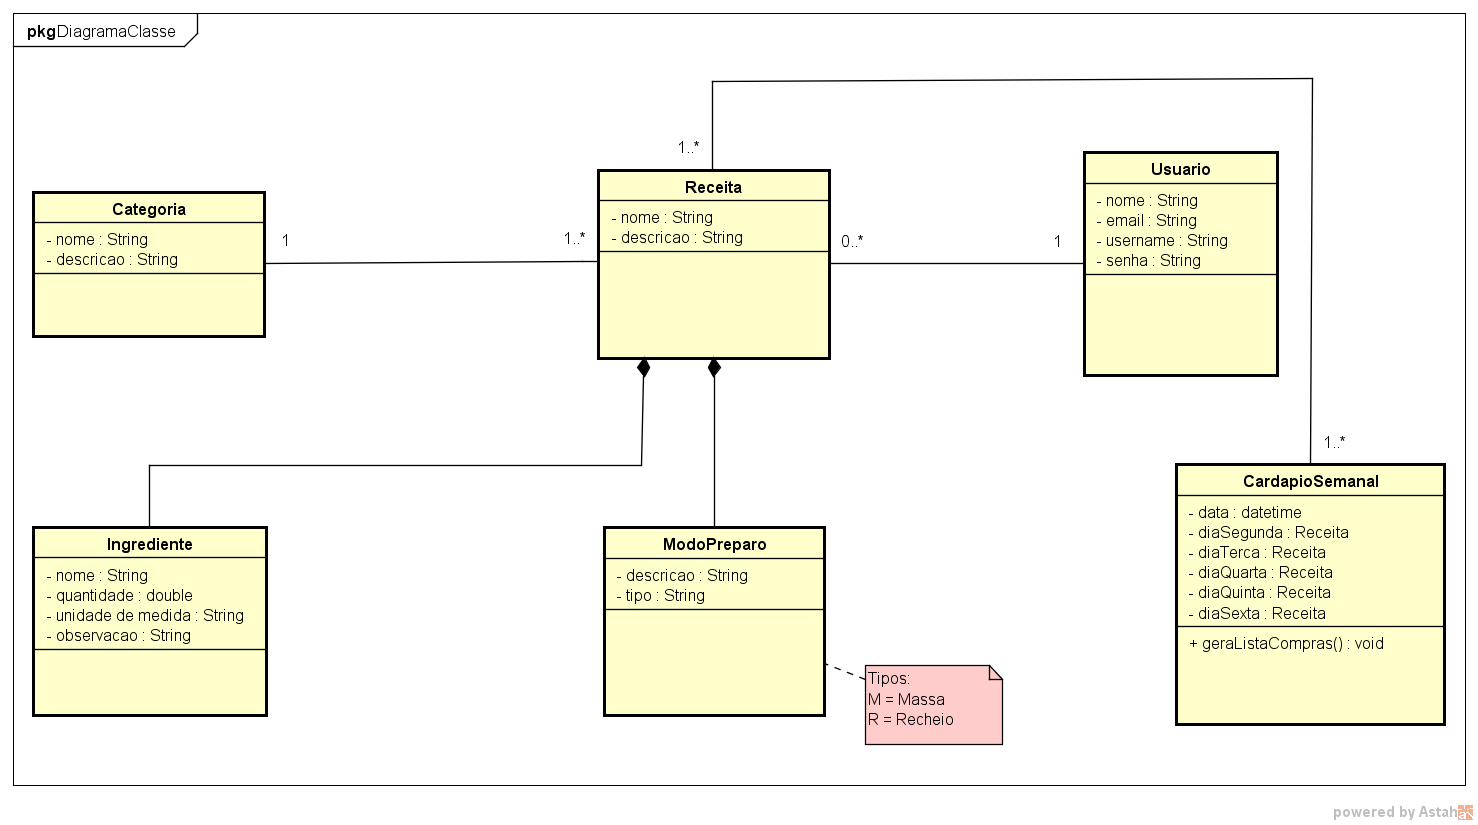 pkgDiagramaClasse
1..*
Categoria
- nome : String
- descricao : String
1
1..*
Receita
- nome : String
- descricao : String
0..*
1
Usuario
- nome : String
- email : String
- username : String
- senha : String
1..*
Ingrediente
- nome : String
- quantidade : double
- unidade de medida : String
- observacao : String
ModoPreparo
- descricao : String
- tipo : String
Tipos:
M = Massa
R = Recheio
CardapioSemanal
- data : datetime
- diaSegunda : Receita
- diaTerca : Receita
- diaQuarta : Receita
- diaQuinta : Receita
- diaSexta : Receita
+ geraListaCompras() : void
powered by Astah